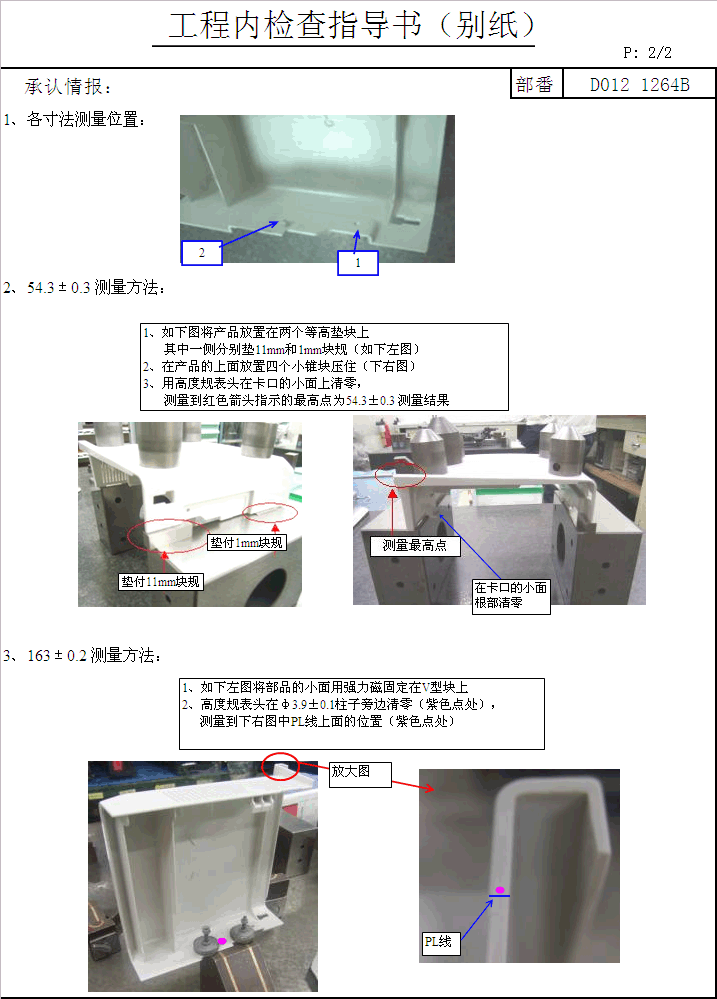 工程内检查指导书（别纸）
P: 2/2
承认情报：
部番
D012 1264B
1、各寸法测量位置：
2
1
2、54.3±0.3 测量方法：
1、如下图将产品放置在两个等高垫块上
其中一侧分别垫11mm和1mm块规（如下左图）
2、在产品的上面放置四个小锥块压住（下右图）
3、用高度规表头在卡口的小面上清零，
测量到红色箭头指示的最高点为54.3±0.3 测量结果
垫付1mm块规
垫付11mm块规
测量最高点
在卡口的小面
根部清零
3、163±0.2 测量方法：
1、如下左图将部品的小面用强力磁固定在V型块上
2、高度规表头在φ3.9±0.1柱子旁边清零（紫色点处），
测量到下右图中PL线上面的位置（紫色点处）
放大图
PL线